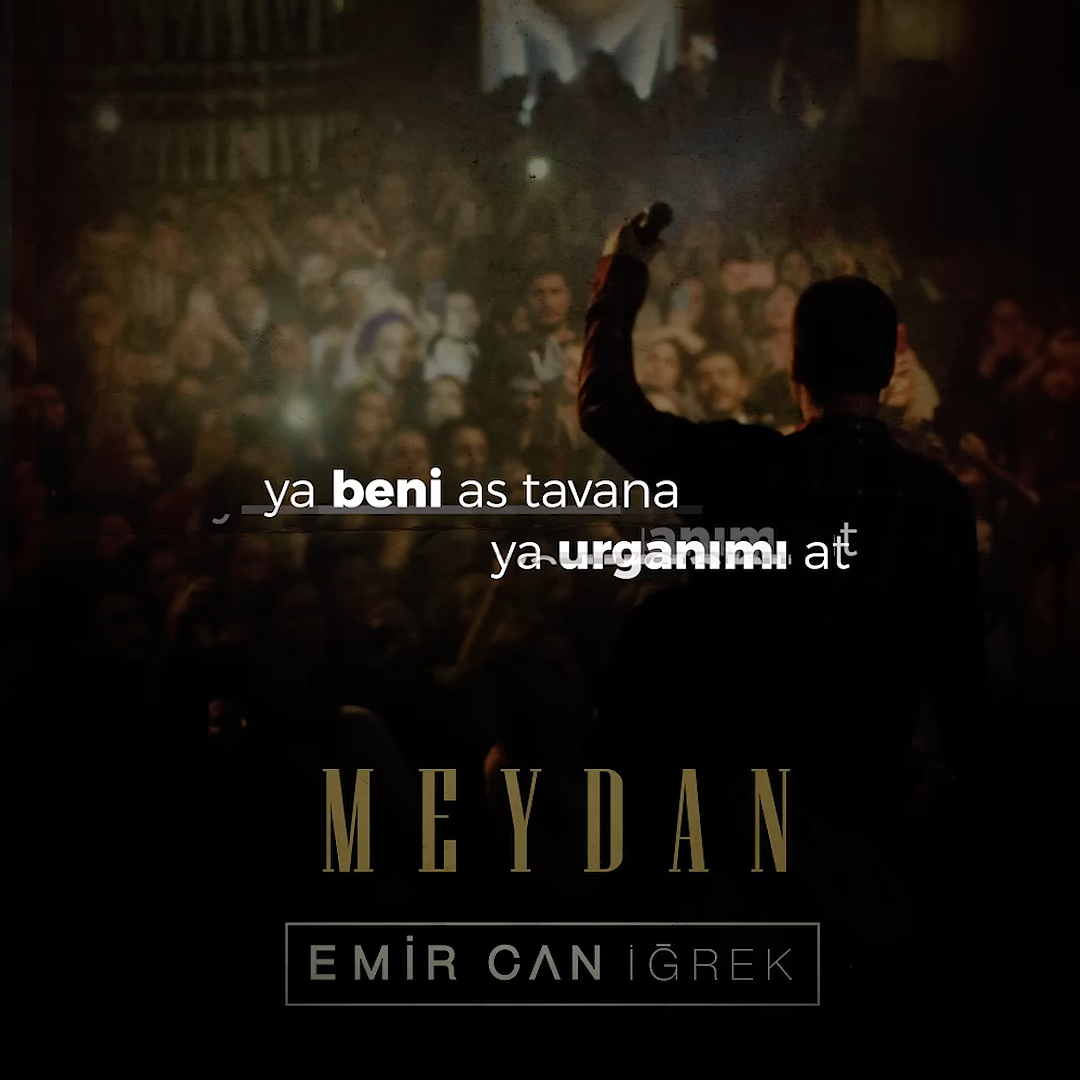 ya beni as tavana
ya urganımı at
MEYDAN
EMİR CAN İĞREK